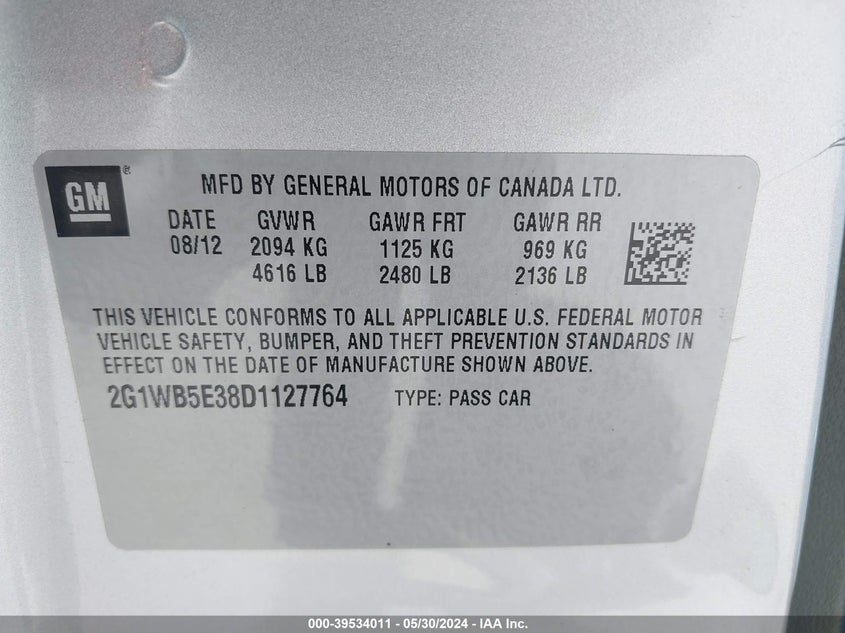 GM®
MFD BY GENERAL MOTORS OF CANADA LTD.
DATE GVWR GAWR FRT GAWR RR
08/12 2094 KG 1125 KG 969 KG
4616 LB 2480 LB 2136 LB
THIS VEHICLE CONFORMS TO ALL APPLICABLE U.S. FEDERAL MOTOR
VEHICLE SAFETY, BUMPER, AND THEFT PREVENTION STANDARDS IN
EFFECT ON THE DATE OF MANUFACTURE SHOWN ABOVE.
2G1WB5E38D1127764 TYPE: PASS CAR
000-39534011 - 05/30/2024 - IAA Inc.